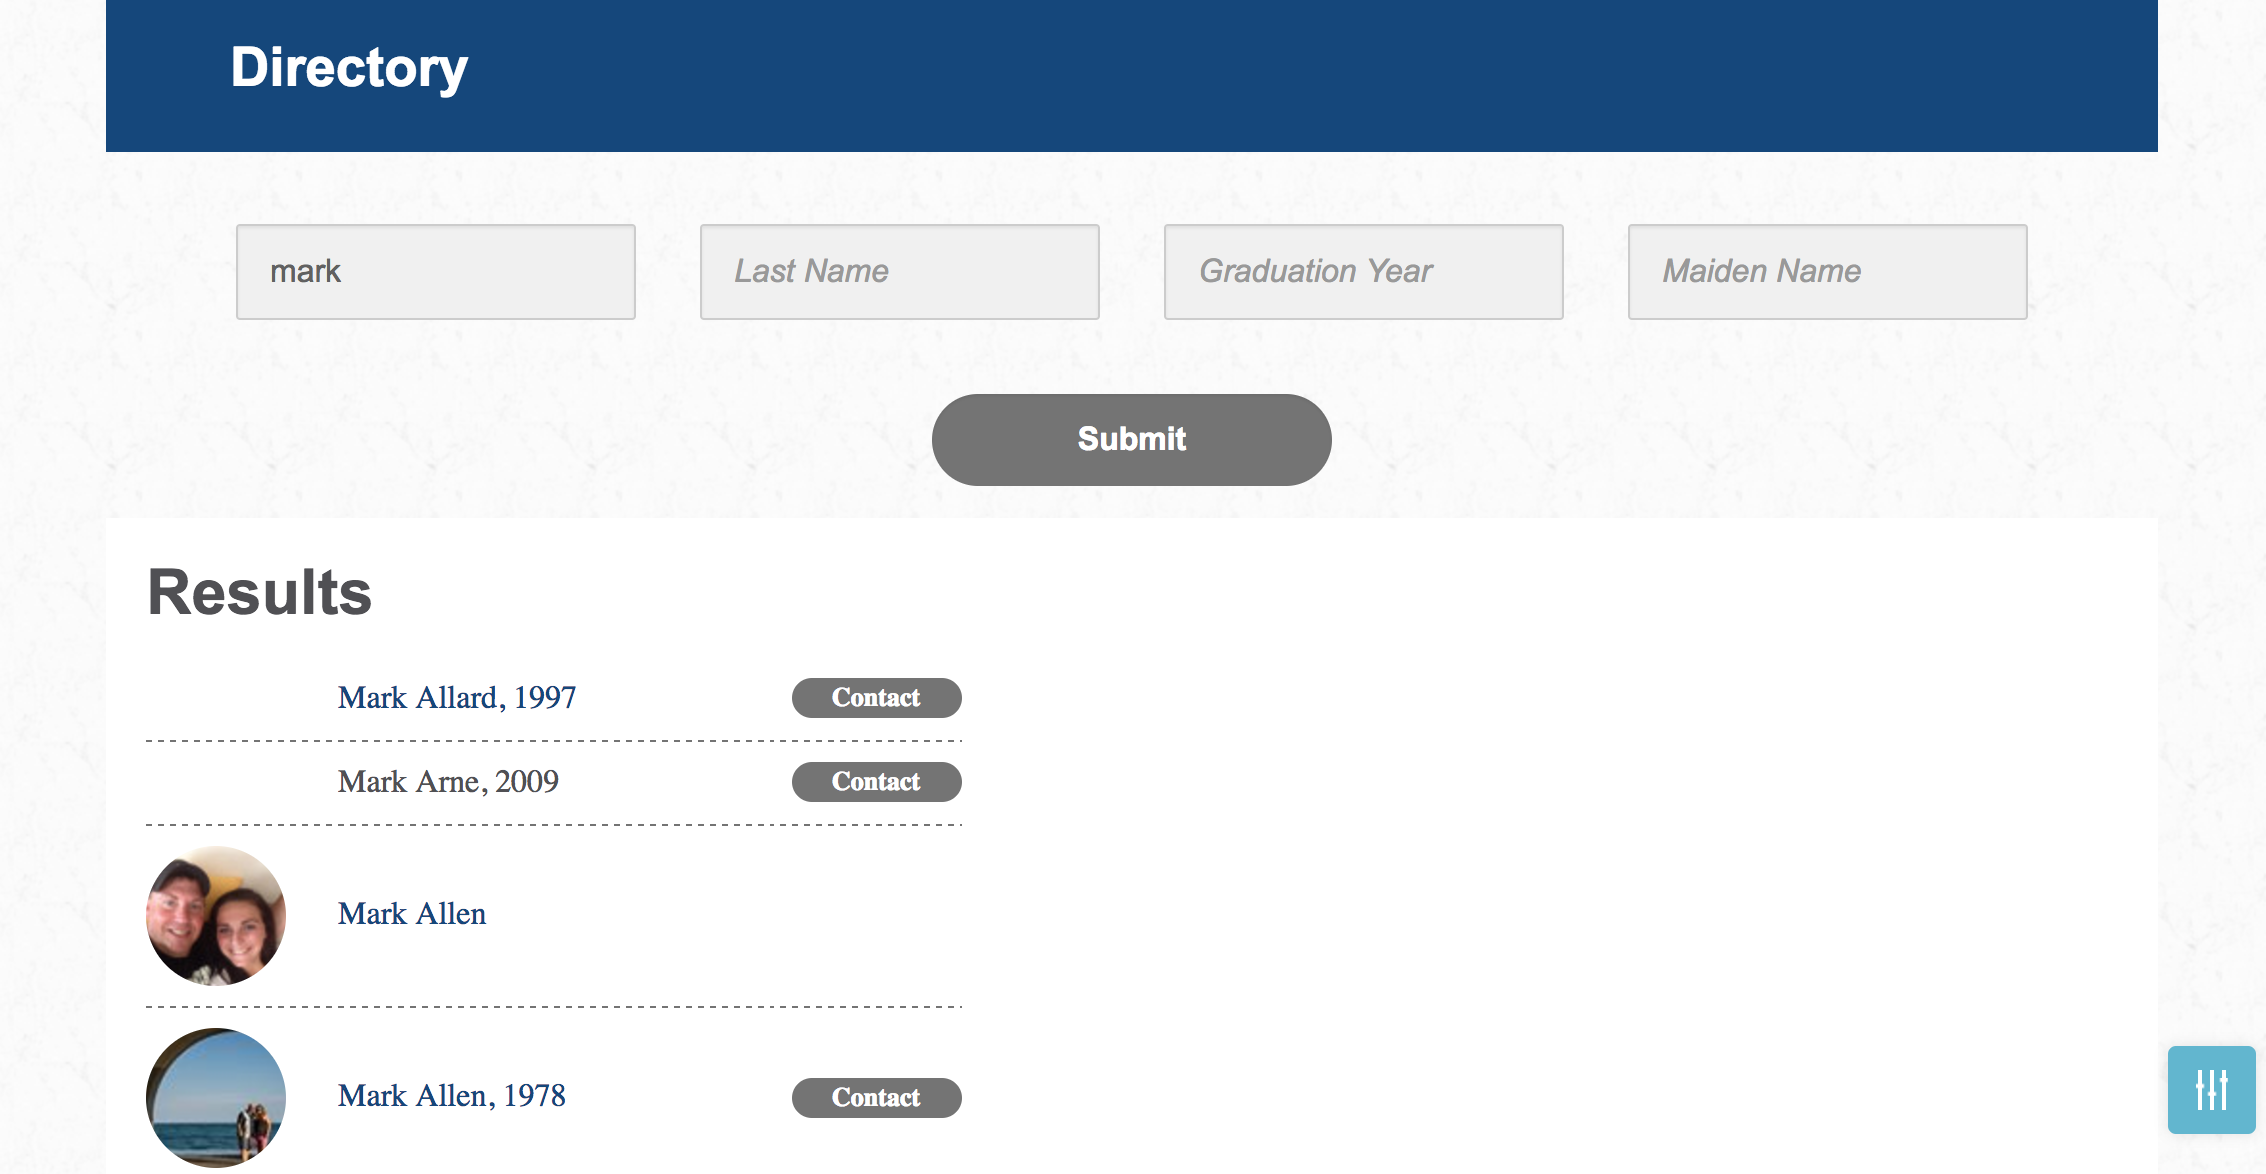 Directory
mark
Last Name
Graduation Year
Maiden Name
Submit
Results
Mark Allard, 1997
Contact
Mark Arne, 2009
Contact
Mark Allen
Mark Allen, 1978
Contact